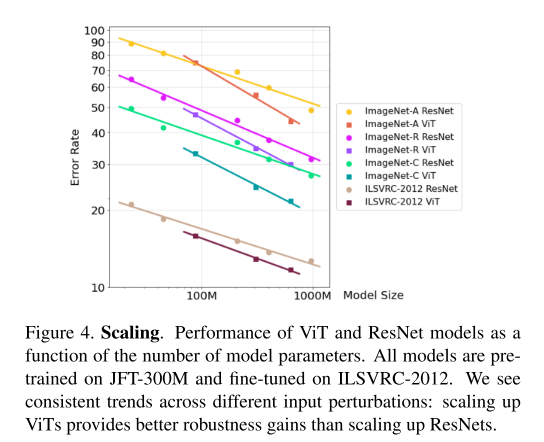 100
90
80
70
60
50
40
30
20
10
Error Rate
100M
1000M
Model Size
ImageNet-A ResNet
ImageNet-A ViT
ImageNet-R ResNet
ImageNet-R ViT
ImageNet-C ResNet
ImageNet-C ViT
ILSVRC-2012 ResNet
ILSVRC-2012 ViT
Figure 4. Scaling. Performance of ViT and ResNet models as a
function of the number of model parameters. All models are pre-
trained on JFT-300M and fine-tuned on ILSVRC-2012. We see
consistent trends across different input perturbations: scaling up
ViTs provides better robustness gains than scaling up ResNets.